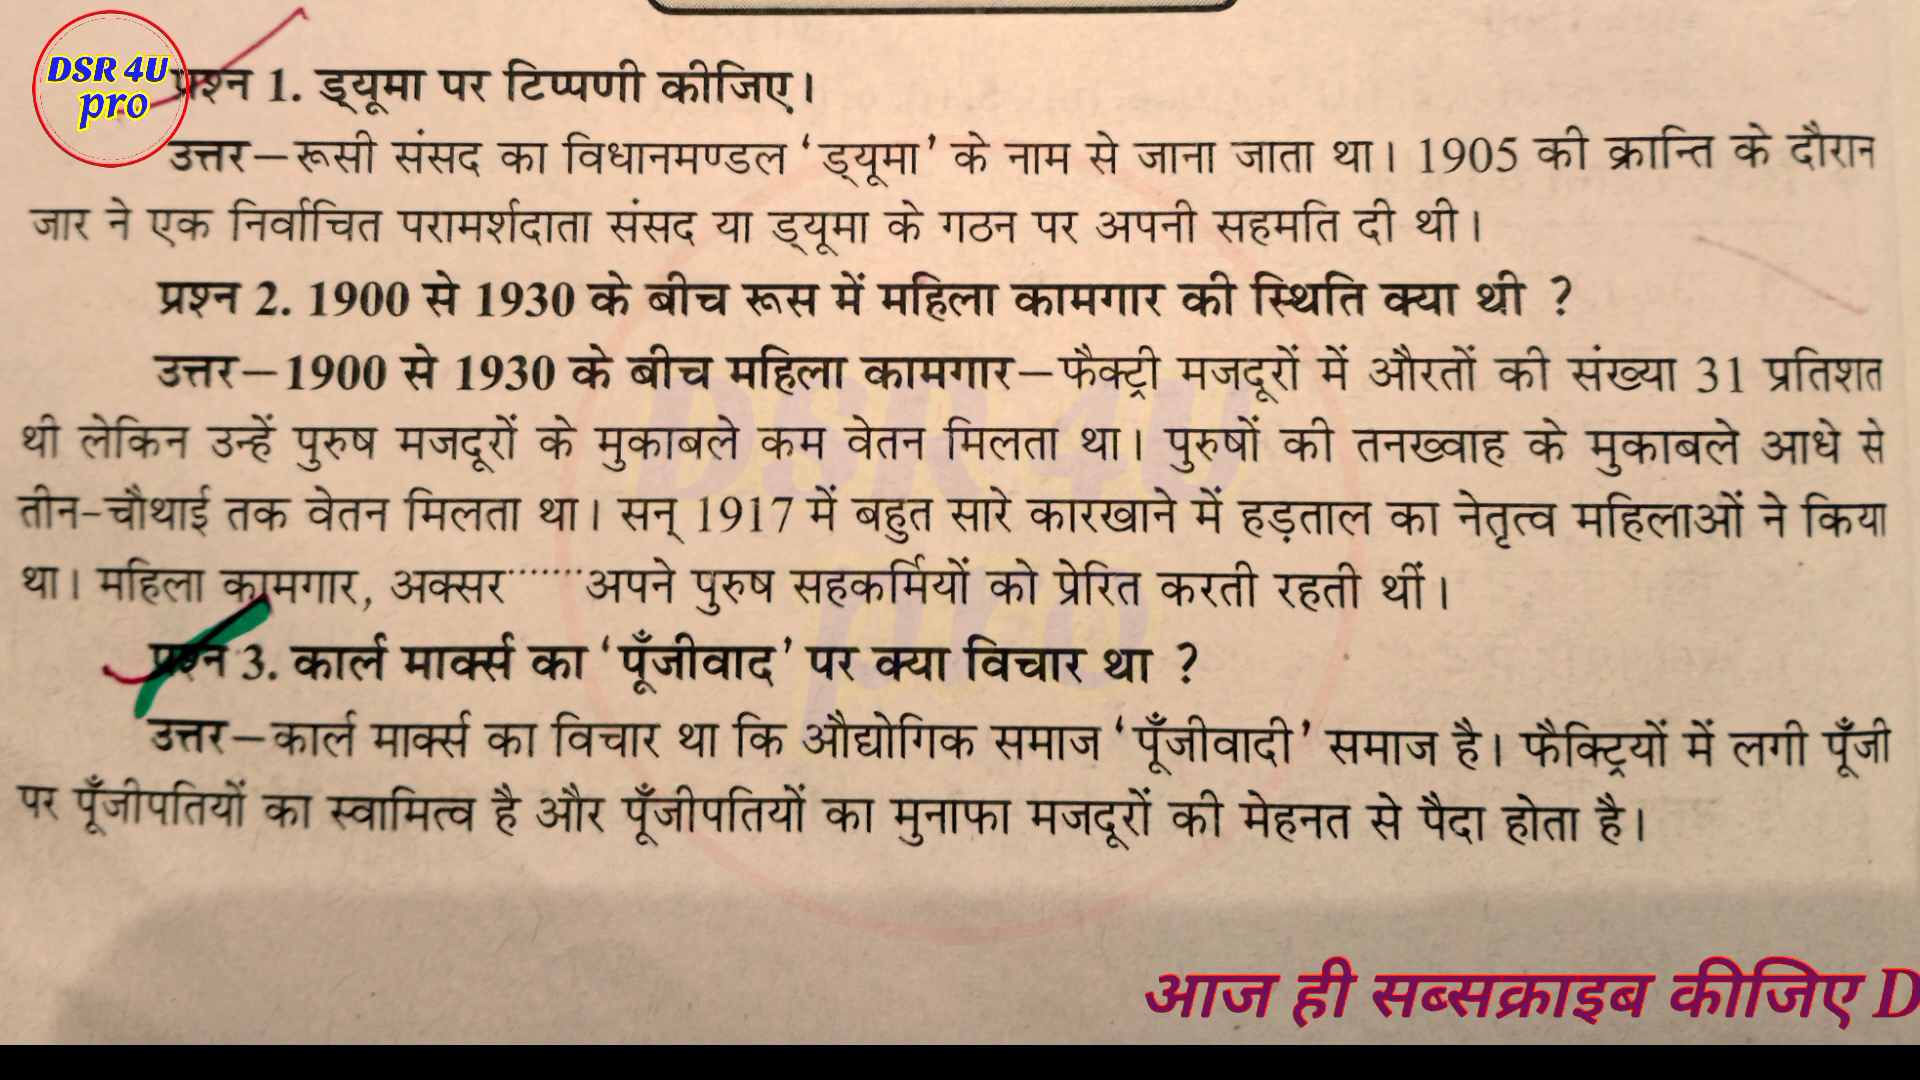 DSR 4U
pro
प्रश्न 1. ड्यूमा पर टिप्पणी कीजिए।
उत्तर—रूसी संसद का विधानमण्डल ‘ड्यूमा’ के नाम से जाना जाता था। 1905 की क्रान्ति के दौरान
जार ने एक निर्वाचित परामर्शदाता संसद या ड्यूमा के गठन पर अपनी सहमति दी थी।
प्रश्न 2. 1900 से 1930 के बीच रूस में महिला कामगार की स्थिति क्या थी ?
उत्तर—1900 से 1930 के बीच महिला कामगार—फैक्ट्री मजदूरों में औरतों की संख्या 31 प्रतिशत
थी लेकिन उन्हें पुरुष मजदूरों के मुकाबले कम वेतन मिलता था। पुरुषों की तनख्वाह के मुकाबले आधे से
तीन-चौथाई तक वेतन मिलता था। सन् 1917 में बहुत सारे कारखाने में हड़ताल का नेतृत्व महिलाओं ने किया
था। महिला कामगार, अक्सर.......अपने पुरुष सहकर्मियों को प्रेरित करती रहती थीं।
प्रश्न 3. कार्ल मार्क्स का ‘पूँजीवाद’ पर क्या विचार था ?
उत्तर—कार्ल मार्क्स का विचार था कि औद्योगिक समाज ‘पूँजीवादी’ समाज है। फैक्ट्रियों में लगी पूँजी
पर पूँजीपतियों का स्वामित्व है और पूँजीपतियों का मुनाफा मजदूरों की मेहनत से पैदा होता है।
DSR 4U
pro
आज ही सब्सक्राइब कीजिए D